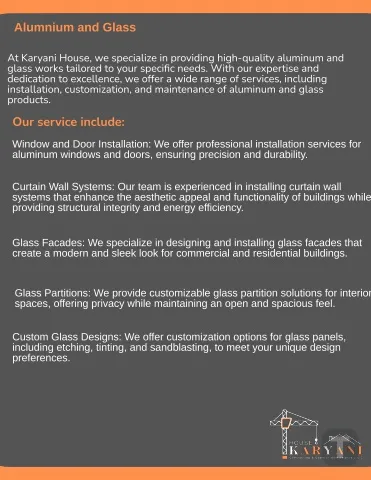 Alumnium and Glass
At Karyani House, we specialize in providing high-quality aluminum and
glass works tailored to your specific needs. With our expertise and
dedication to excellence, we offer a wide range of services, including
installation, customization, and maintenance of aluminum and glass
products.
Our service include:
Window and Door Installation: We offer professional installation services for
aluminum windows and doors, ensuring precision and durability.
Curtain Wall Systems: Our team is experienced in installing curtain wall
systems that enhance the aesthetic appeal and functionality of buildings while
providing structural integrity and energy efficiency.
Glass Facades: We specialize in designing and installing glass facades that
create a modern and sleek look for commercial and residential buildings.
Glass Partitions: We provide customizable glass partition solutions for interior
spaces, offering privacy while maintaining an open and spacious feel.
Custom Glass Designs: We offer customization options for glass panels,
including etching, tinting, and sandblasting, to meet your unique design
preferences.
HOUSE
KARYANI